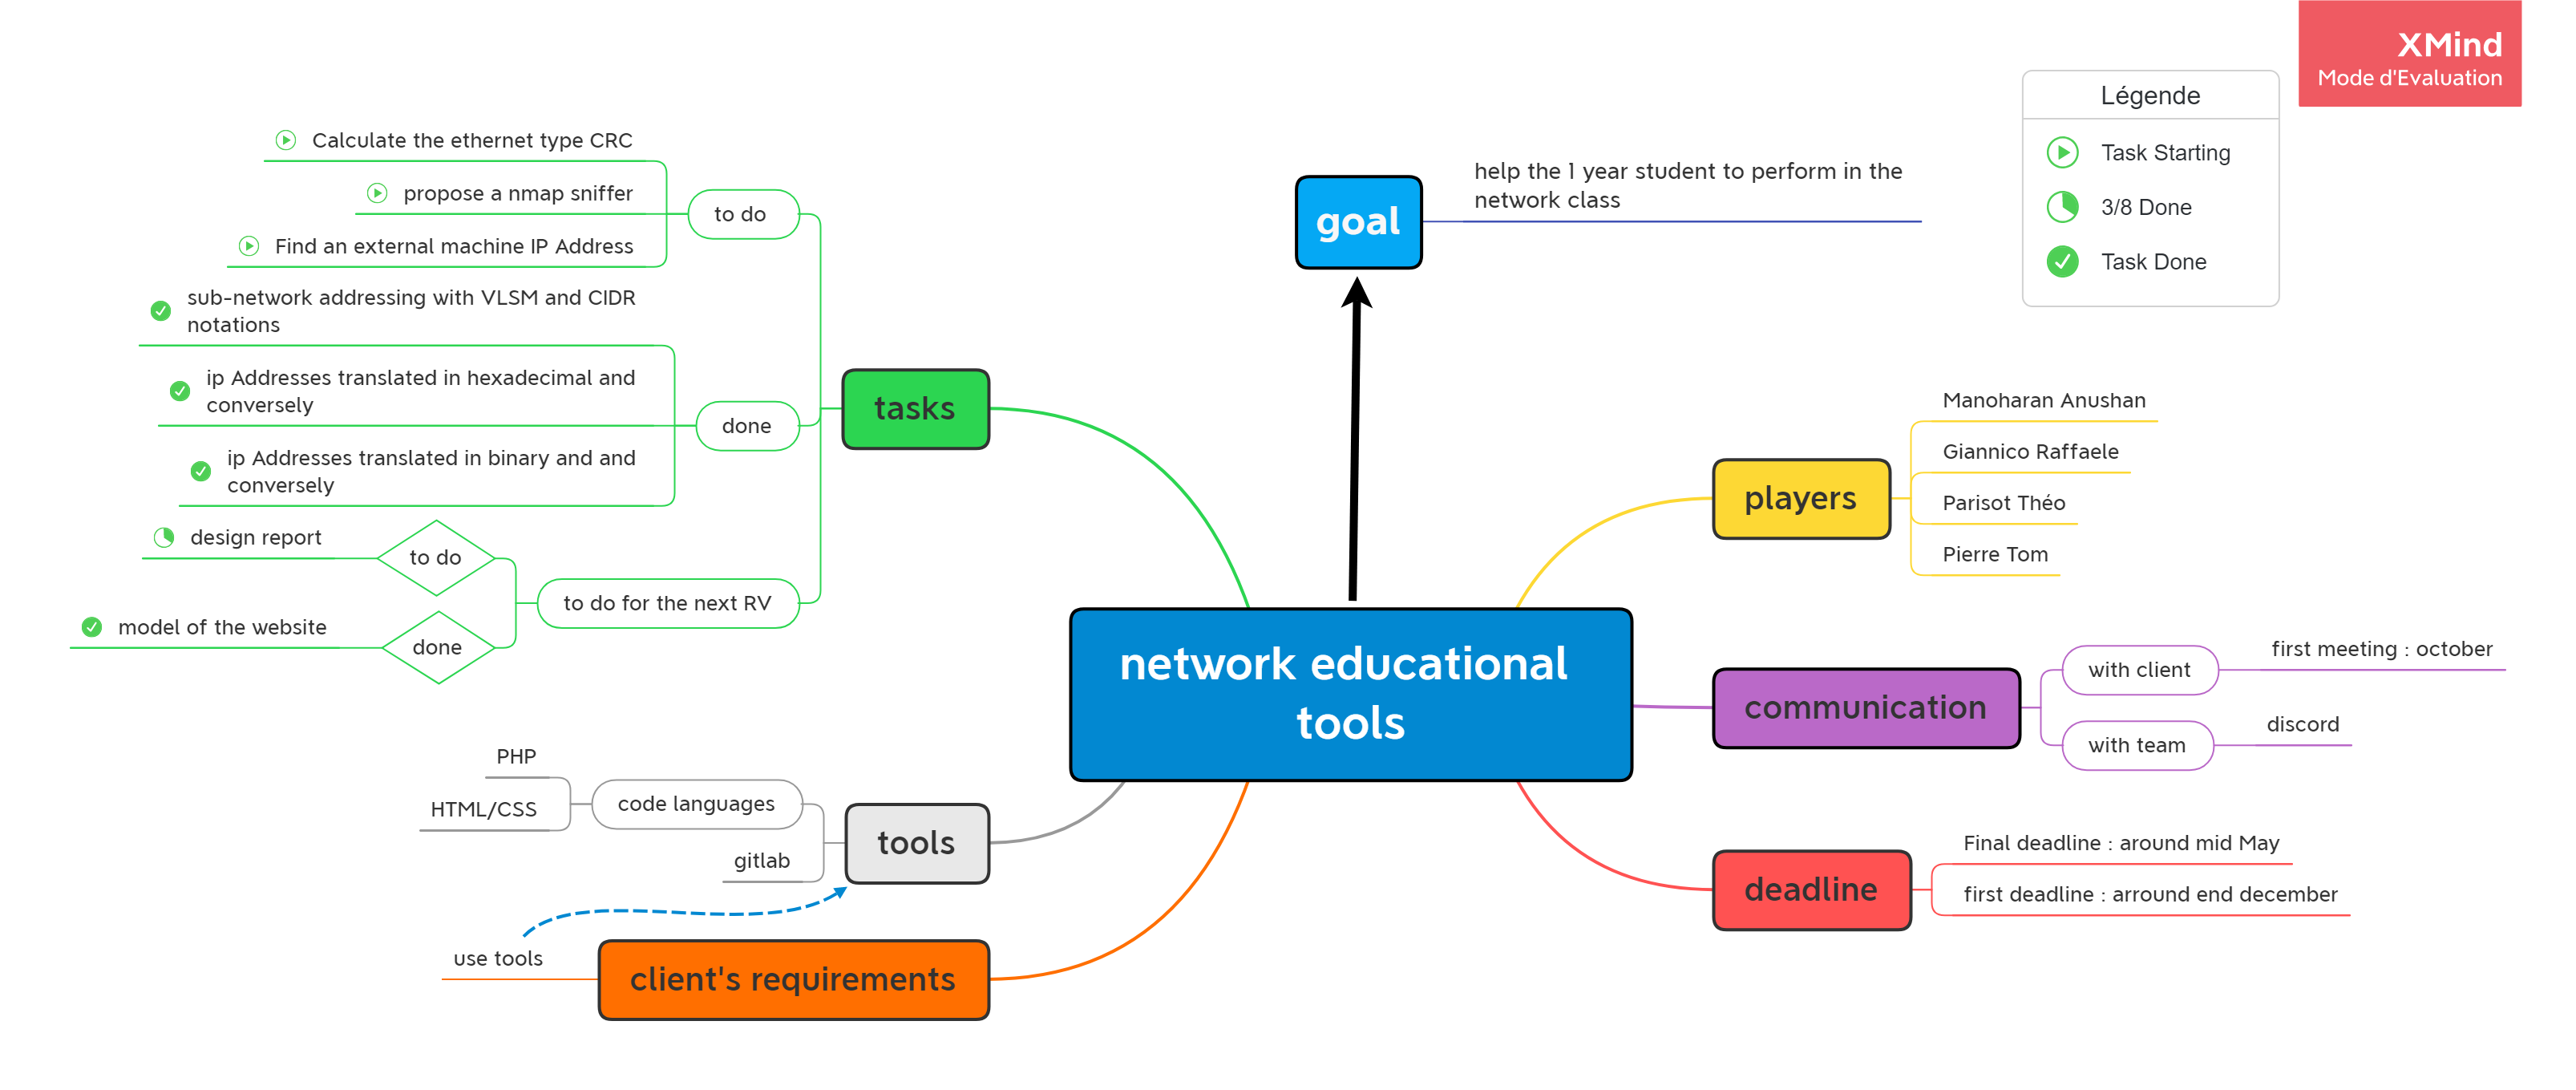 XMind
Mode d'Evaluation
Légende
Task Starting
3/8 Done
Task Done
goal
help the 1 year student to perform in the
network class
network educational
tools
tasks
to do
Calculate the ethernet type CRC
propose a nmap sniffer
Find an external machine IP Address
done
sub-network addressing with VLSM and CIDR
notations
ip Addresses translated in hexadecimal and
conversely
ip Addresses translated in binary and and
conversely
to do for the next RV
to do
design report
done
model of the website
tools
code languages
PHP
HTML/CSS
gitlab
client's requirements
use tools
players
Manoharan Anushan
Giannico Raffaele
Parisot Théo
Pierre Tom
communication
with client
first meeting : october
with team
discord
deadline
Final deadline : around mid May
first deadline : arround end december